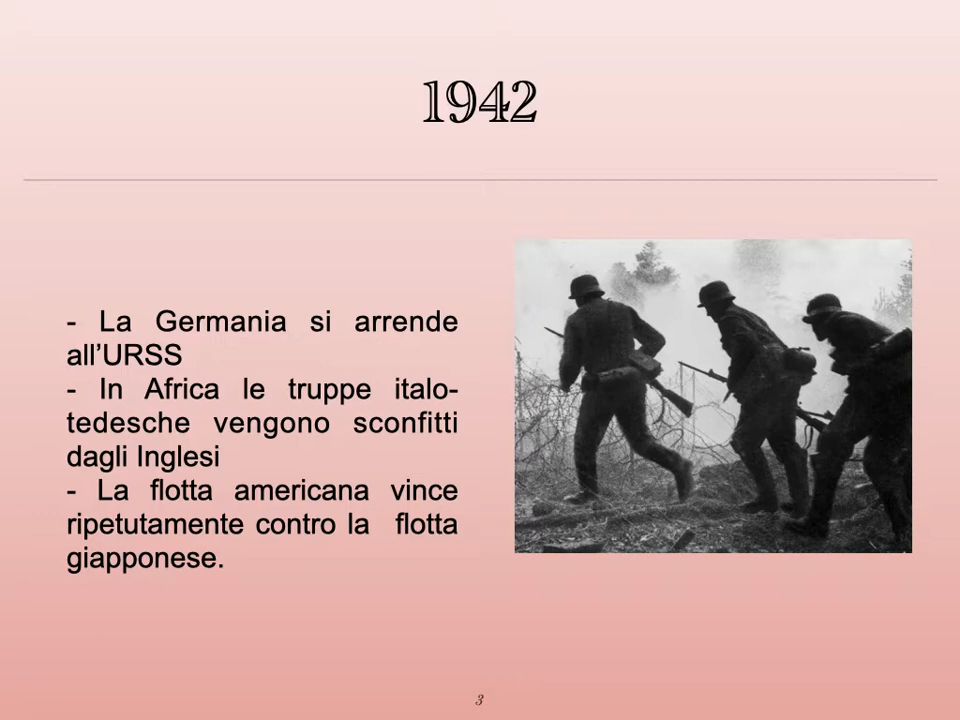 1942
- La Germania si arrende
all’URSS
- In Africa le truppe italo-
tedesche vengono sconfitti
dagli Inglesi
- La flotta americana vince
ripetutamente contro la flotta
giapponese.
3